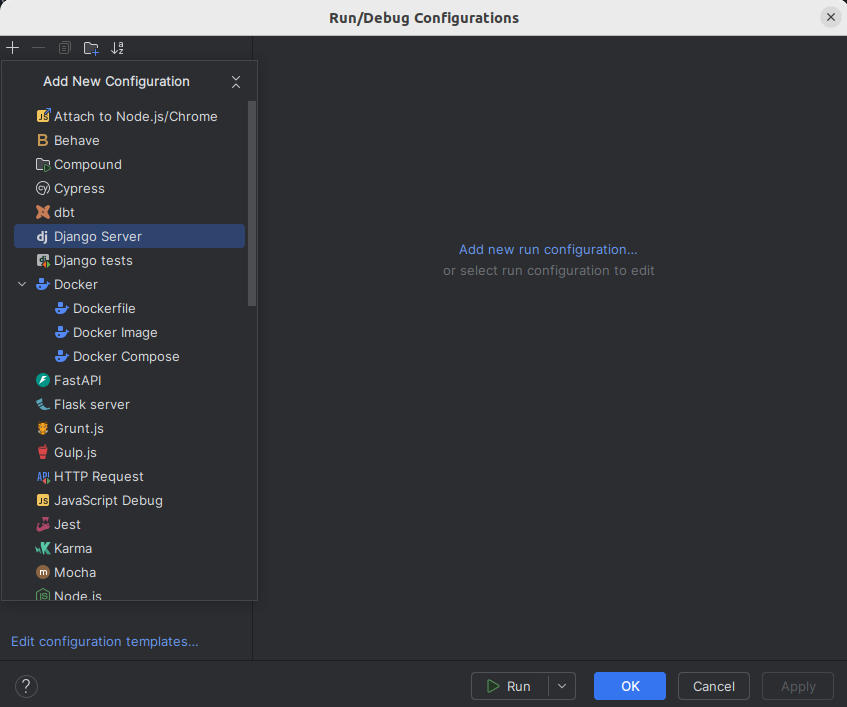 Run/Debug Configurations
Add New Configuration
Attach to Node.js/Chrome
Behave
Compound
Cypress
dbt
Django Server
Django tests
Docker
Dockerfile
Docker Image
Docker Compose
FastAPI
Flask server
Grunt.js
Gulp.js
HTTP Request
JavaScript Debug
Jest
Karma
Mocha
Node.js
Add new run configuration...
or select run configuration to edit
Edit configuration templates...
? Run OK Cancel Apply